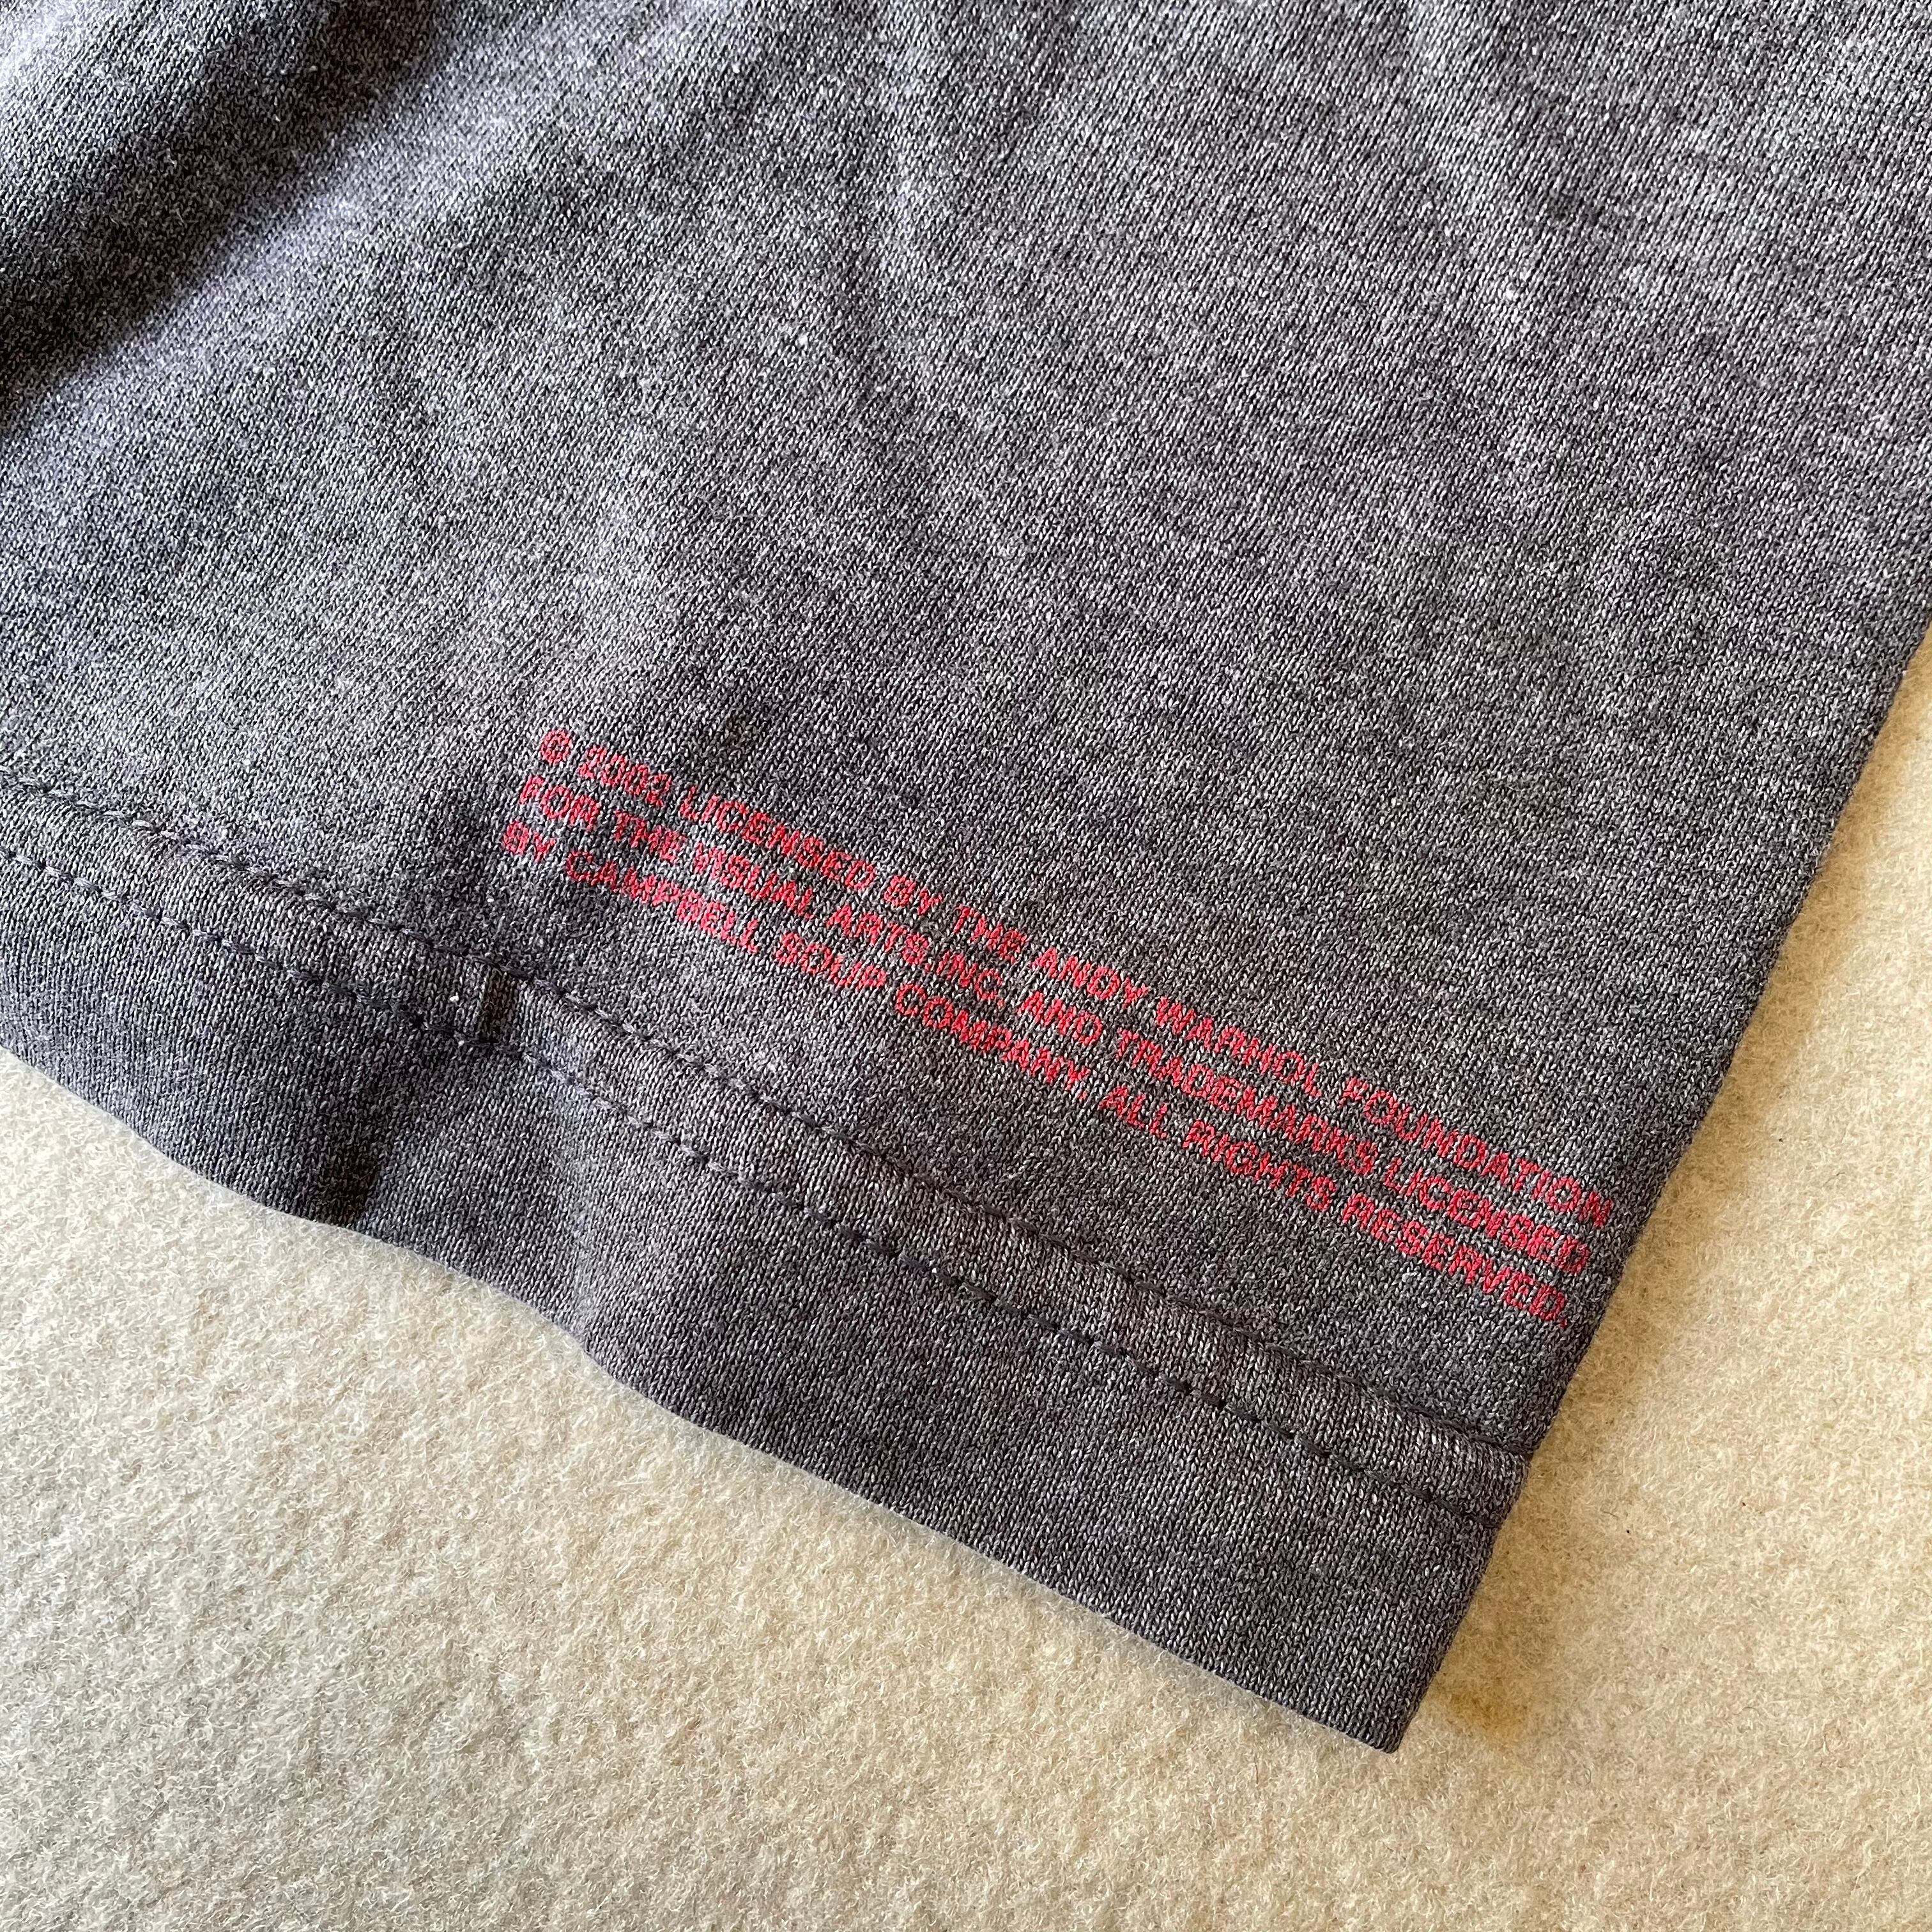 © 2002 LICENSED BY THE ANDY WARHOL FOUNDATION
FOR THE VISUAL ARTS, INC. AND TRADEMARKS LICENSED
BY CAMPBELL SOUP COMPANY. ALL RIGHTS RESERVED.